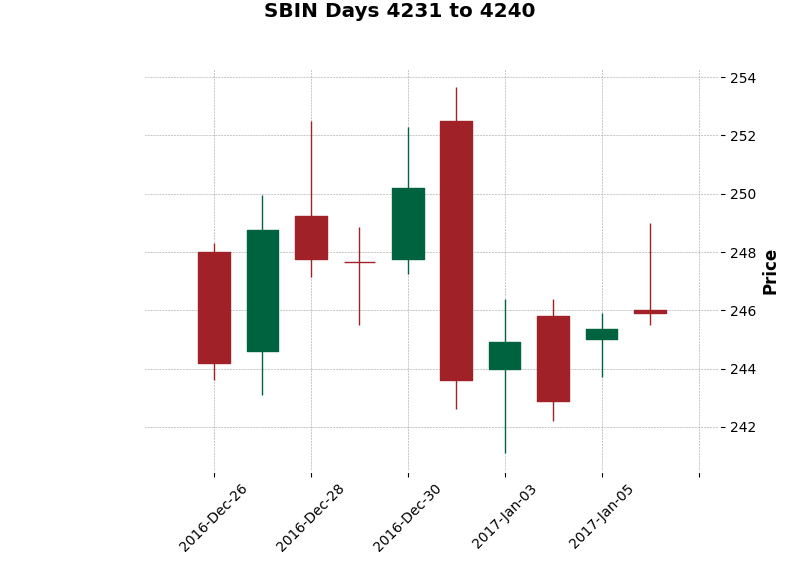 SBIN Days 4231 to 4240
254
252
250
248
246
244
242
Price
2016-Dec-26
2016-Dec-28
2016-Dec-30
2017-Jan-03
2017-Jan-05